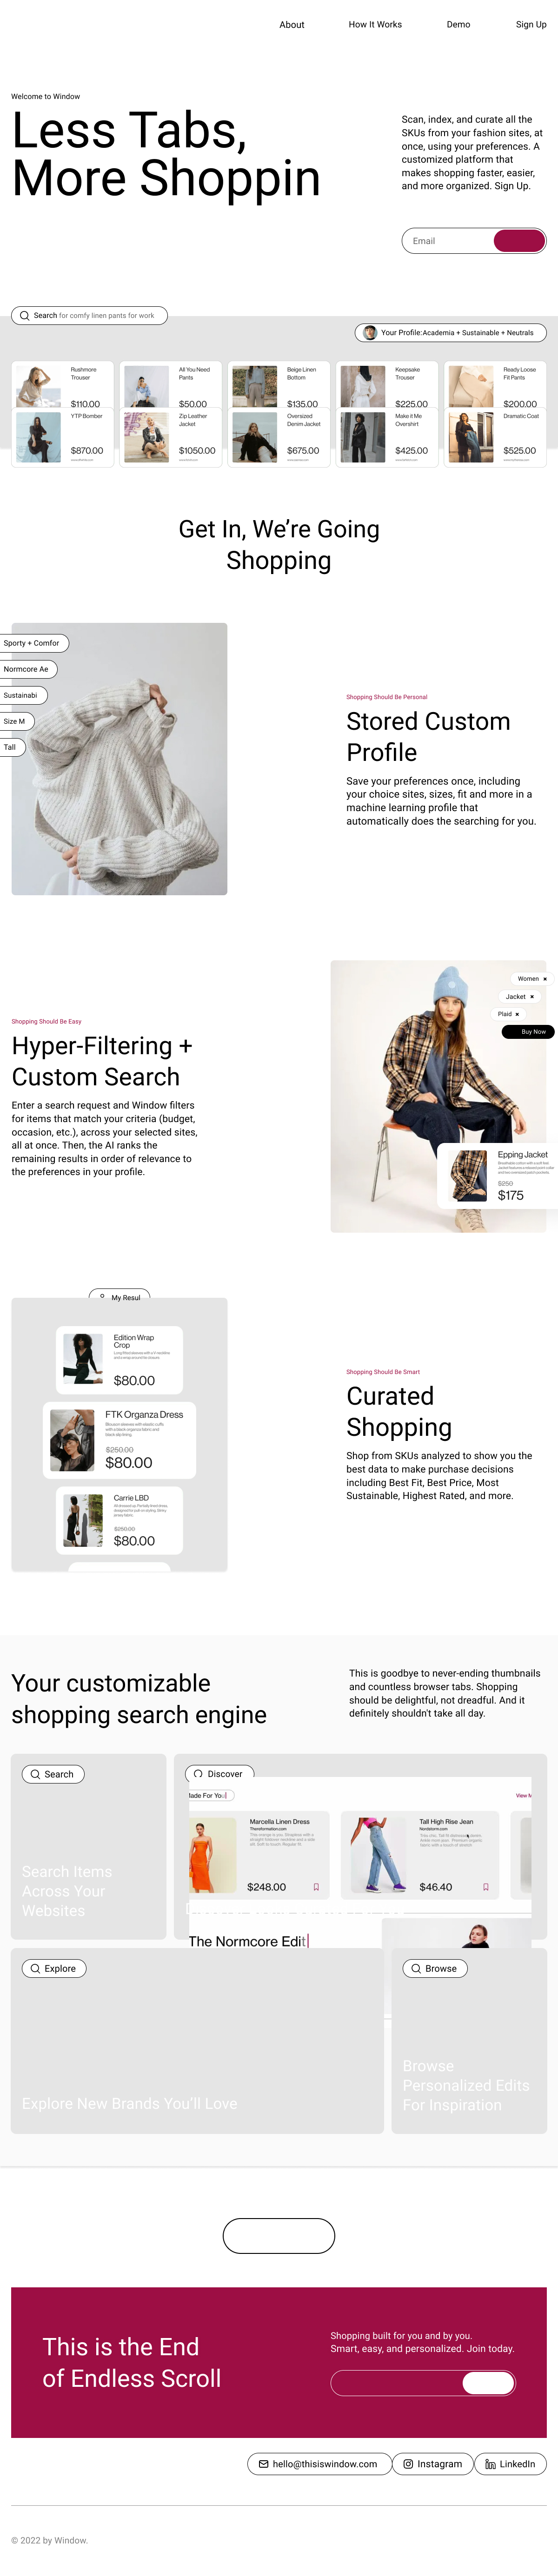 About
How It Works
Demo
Sign Up
Welcome to Window
Less Tabs,
More Shoppin
Scan, index, and curate all the
SKUs from your fashion sites, at
once, using your preferences. A
customized platform that
makes shopping faster, easier,
and more organized. Sign Up.
Email
Search for comfy linen pants for work
Your Profile: Academia + Sustainable + Neutrals
Rushmore
Trouser
$110.00
All You Need
Pants
$50.00
Beige Linen
Bottom
$135.00
Keepsake
Trouser
$225.00
Ready Loose
Fit Pants
$200.00
YTP Bomber
$870.00
Zip Leather
Jacket
$1050.00
Oversized
Denim Jacket
$675.00
Make it Me
Overshirt
$425.00
Dramatic Coat
$525.00
Get In, We’re Going
Shopping
Sporty + Comfor
Normcore Ae
Sustainabi
Size M
Tall
Shopping Should Be Personal
Stored Custom
Profile
Save your preferences once, including
your choice sites, sizes, fit and more in a
machine learning profile that
automatically does the searching for you.
Shopping Should Be Easy
Hyper-Filtering +
Custom Search
Enter a search request and Window filters
for items that match your criteria (budget,
occasion, etc.), across your selected sites,
all at once. Then, the AI ranks the
remaining results in order of relevance to
the preferences in your profile.
Women
Jacket
Plaid
Buy Now
Epping Jacket
$250
$175
My Resul
Edition Wrap
Crop
$80.00
FTK Organza Dress
$250.00
$80.00
Carrie LBD
$250.00
$80.00
Shopping Should Be Smart
Curated
Shopping
Shop from SKUs analyzed to show you the
best data to make purchase decisions
including Best Fit, Best Price, Most
Sustainable, Highest Rated, and more.
Your customizable
shopping search engine
This is goodbye to never-ending thumbnails
and countless browser tabs. Shopping
should be delightful, not dreadful. And it
definitely shouldn't take all day.
Search
Search Items
Across Your
Websites
Discover
Made For You
View M
Marcella Linen Dress
Thereformation.com
$248.00
Tall High Rise Jean
Nordstorm.com
$46.40
The Normcore Edit
Explore
Explore New Brands You’ll Love
Browse
Browse
Personalized Edits
For Inspiration
This is the End
of Endless Scroll
Shopping built for you and by you.
Smart, easy, and personalized. Join today.
hello@thisiswindow.com
Instagram
LinkedIn
© 2022 by Window.